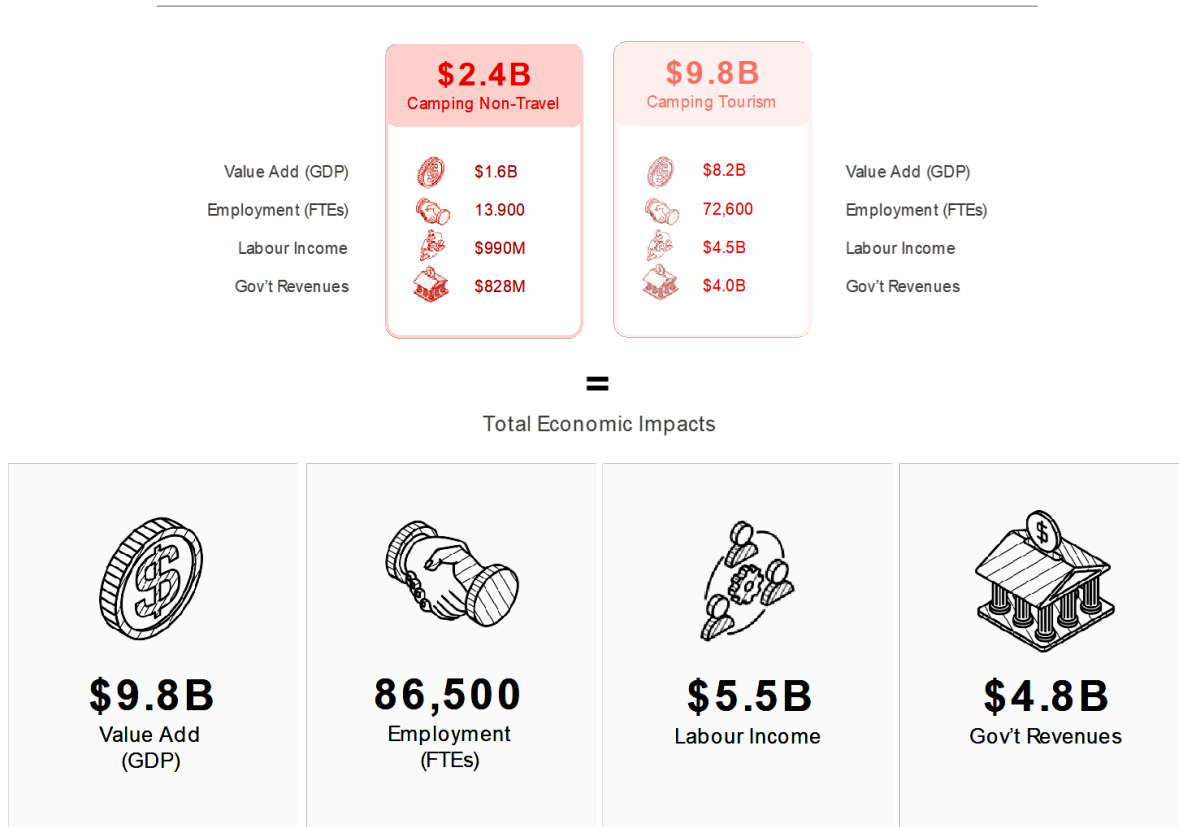 $2.4B
Camping Non-Travel
$9.8B
Camping Tourism
Value Add (GDP) $1.6B $8.2B Value Add (GDP)
Employment (FTEs) 13.900 72,600 Employment (FTEs)
Labour Income $990M $4.5B Labour Income
Gov't Revenues $828M $4.0B Gov't Revenues
=
Total Economic Impacts
$9.8B
Value Add
(GDP)
86,500
Employment
(FTEs)
$5.5B
Labour Income
$4.8B
Gov't Revenues